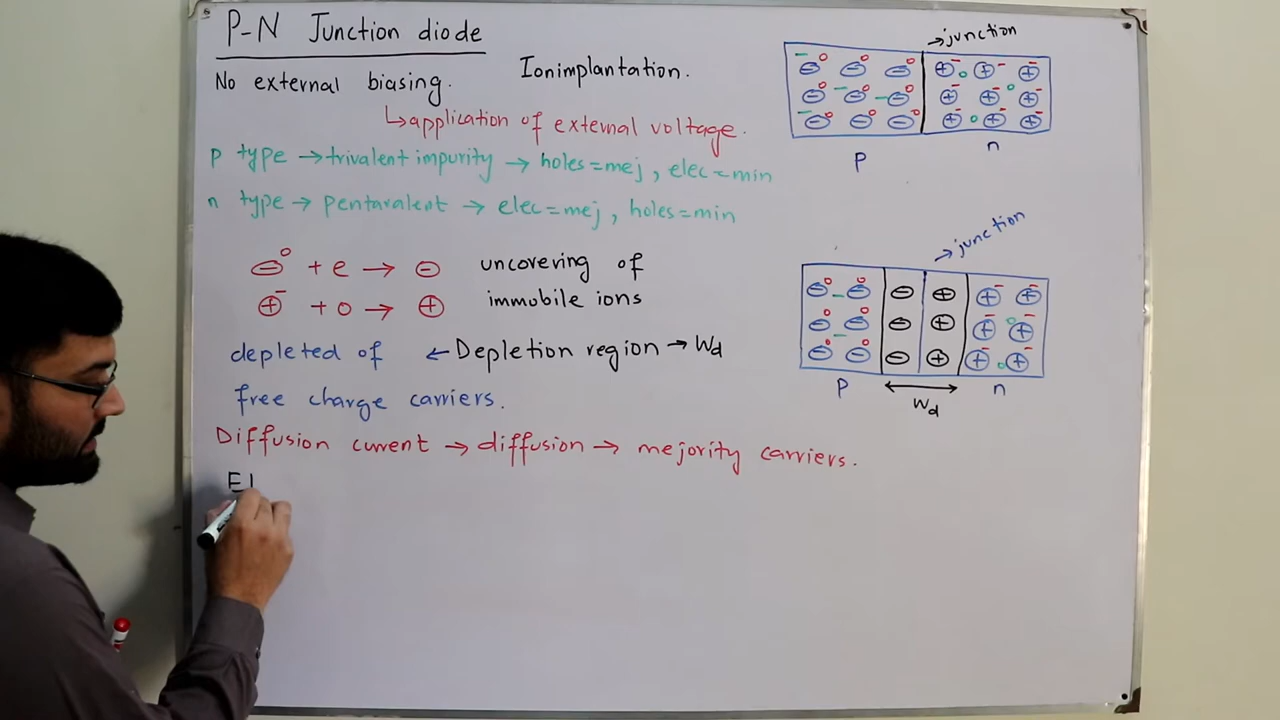 P-N Junction diode
No external biasing. Ionimplantation.
↳application of external voltage.
P type →trivalent impurity → holes=mej, elec=min
n type → pentavalent → elec=mej, holes=min
⊖° + e → ⊖ uncovering of
⊕⁻ + o → ⊕ immobile ions
depleted of ← Depletion region → Wd
free charge carriers.
Diffusion current → diffusion → mejority carriers.
El
→junction
P n
→junction
P Wd n